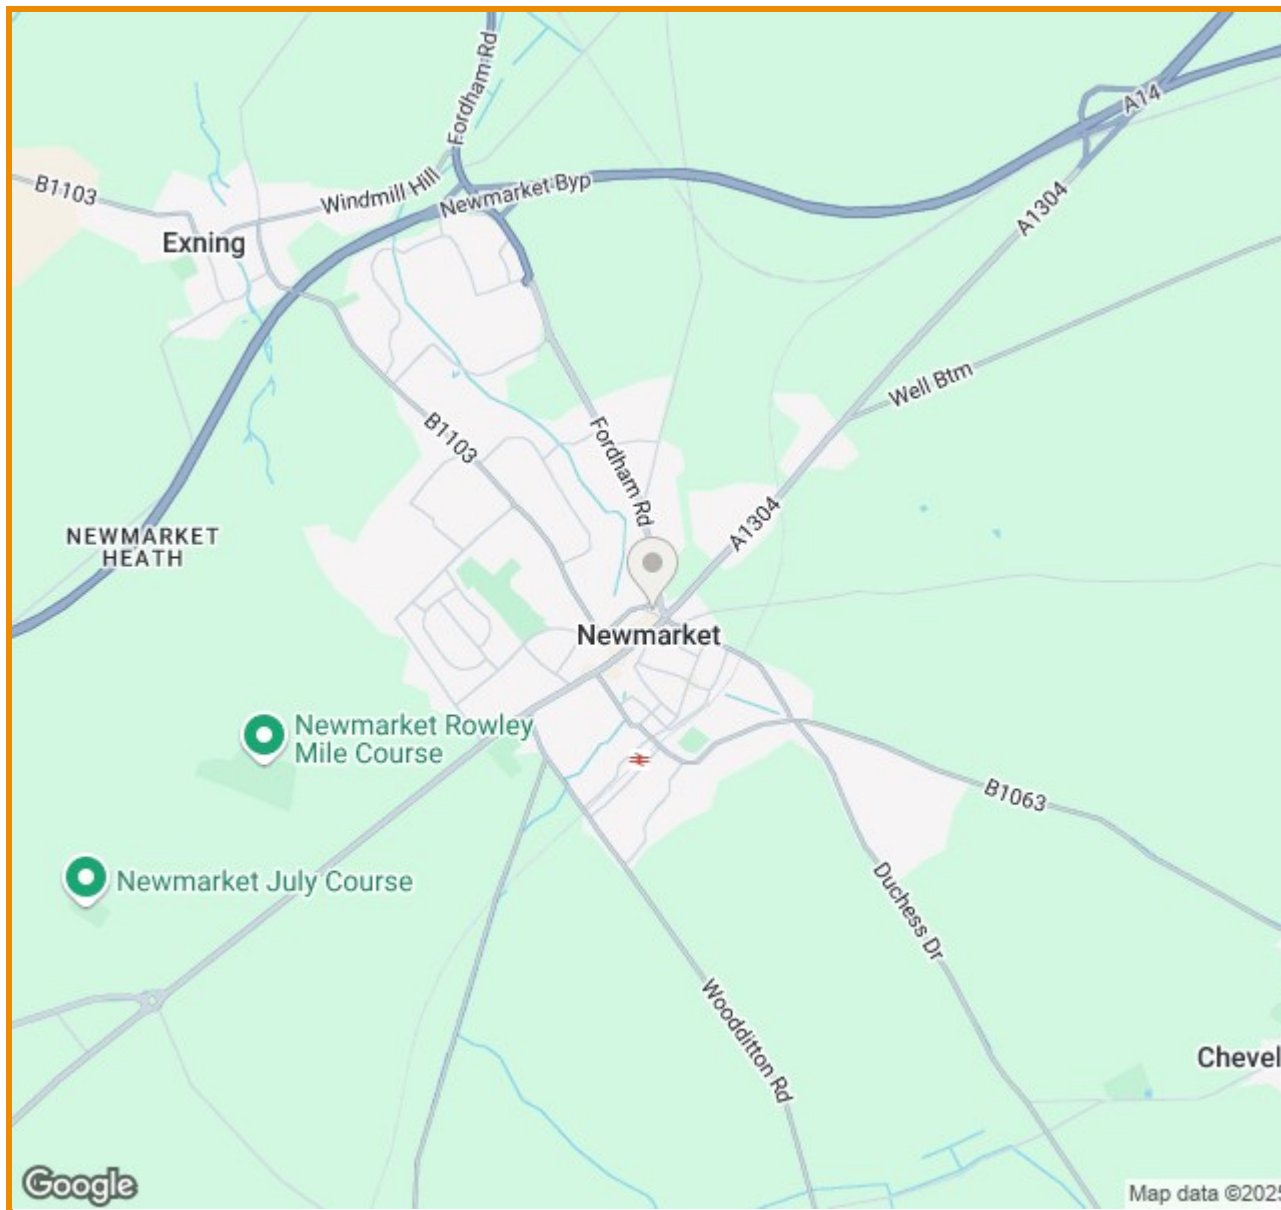 Fordham Rd
A14
B1103
Windmill Hill
Newmarket Byp
A1304
Exning
Well Btm
B1103
Fordham Rd
A1304
NEWMARKET
HEATH
Newmarket
Newmarket Rowley
Mile Course
B1063
Newmarket July Course
Duchess Dr
Woodditton Rd
Chevel
Google
Map data ©2025